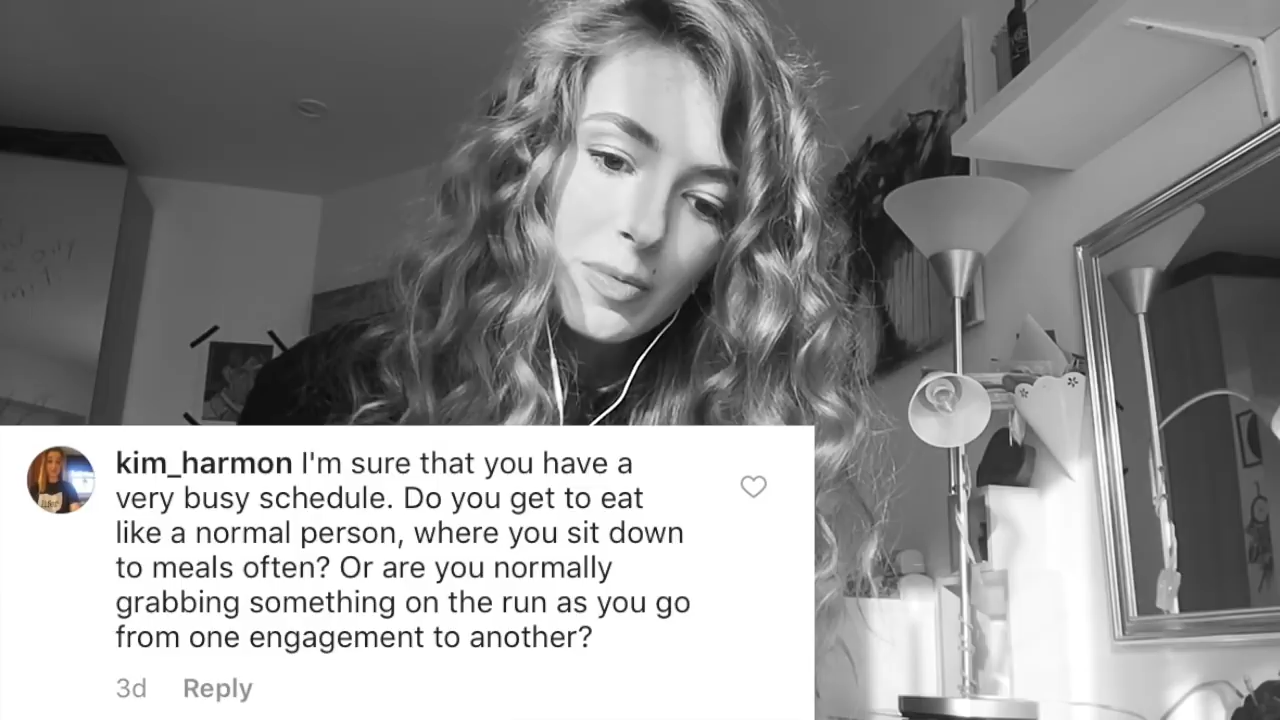 kim_harmon I'm sure that you have a
very busy schedule. Do you get to eat
like a normal person, where you sit down
to meals often? Or are you normally
grabbing something on the run as you go
from one engagement to another?
3d Reply